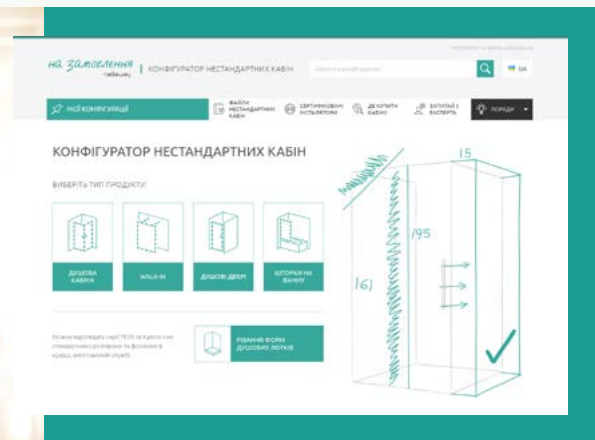 на замовлення
КОНФІГУРАТОР НЕСТАНДАРТНИХ КАБІН
UA
МОЇ КОНФІГУРАЦІЇ
ФАЙЛИ
НЕСТАНДАРТНИХ
КАБІН
СЕРТИФІКОВАНІ
ІНСТАЛЯТОРИ
ДЕ КУПИТИ
КАБІНУ
ЗАПИТАЙ
ЕКСПЕРТА
ПОРАДИ
КОНФІГУРАТОР НЕСТАНДАРТНИХ КАБІН
ВИБЕРІТЬ ТИП ПРОДУКТУ:
ДУШОВА
КАБІНА
WALK-IN
ДУШОВІ ДВЕРІ
ШТОРКИ НА
ВАННУ
РІЗАННЯ ФОРМ
ДУШОВИХ ЛОТКІВ
15
195
161